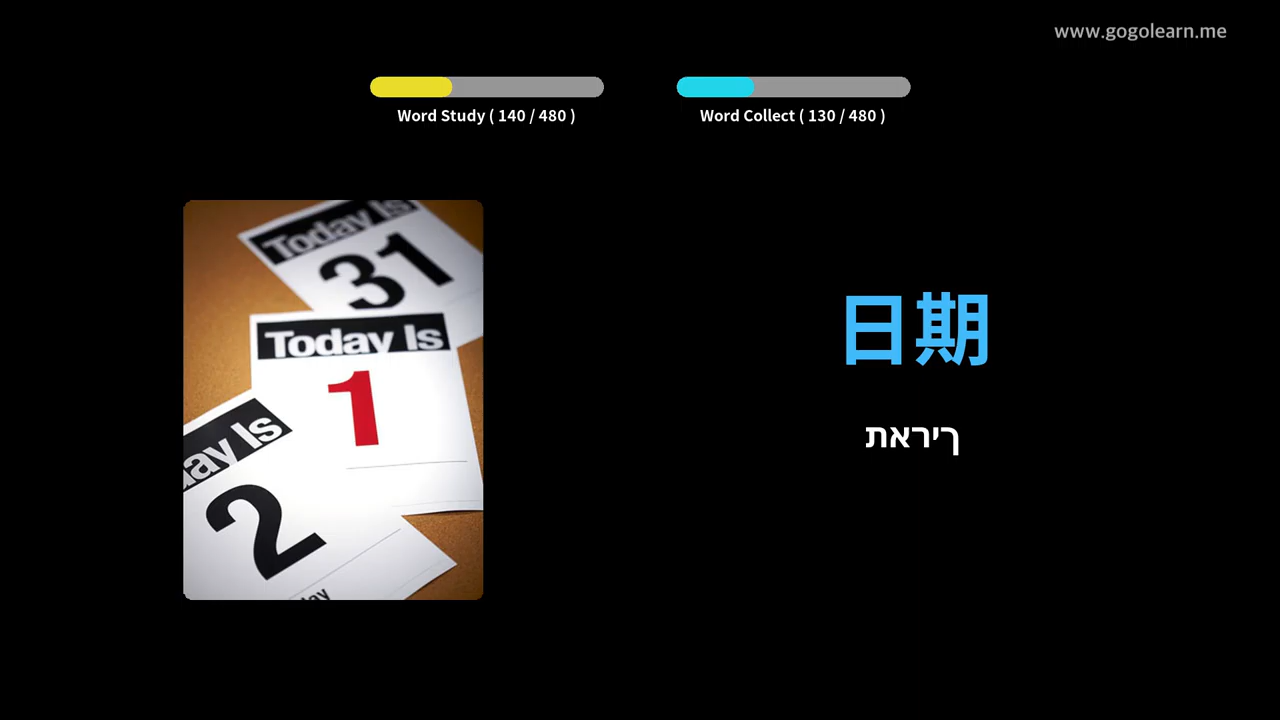 www.gogolearn.me
Word Study ( 140 / 480 )
Word Collect ( 130 / 480 )
Today Is
31
Today Is
1
ay Is
2
日期
ךיראת